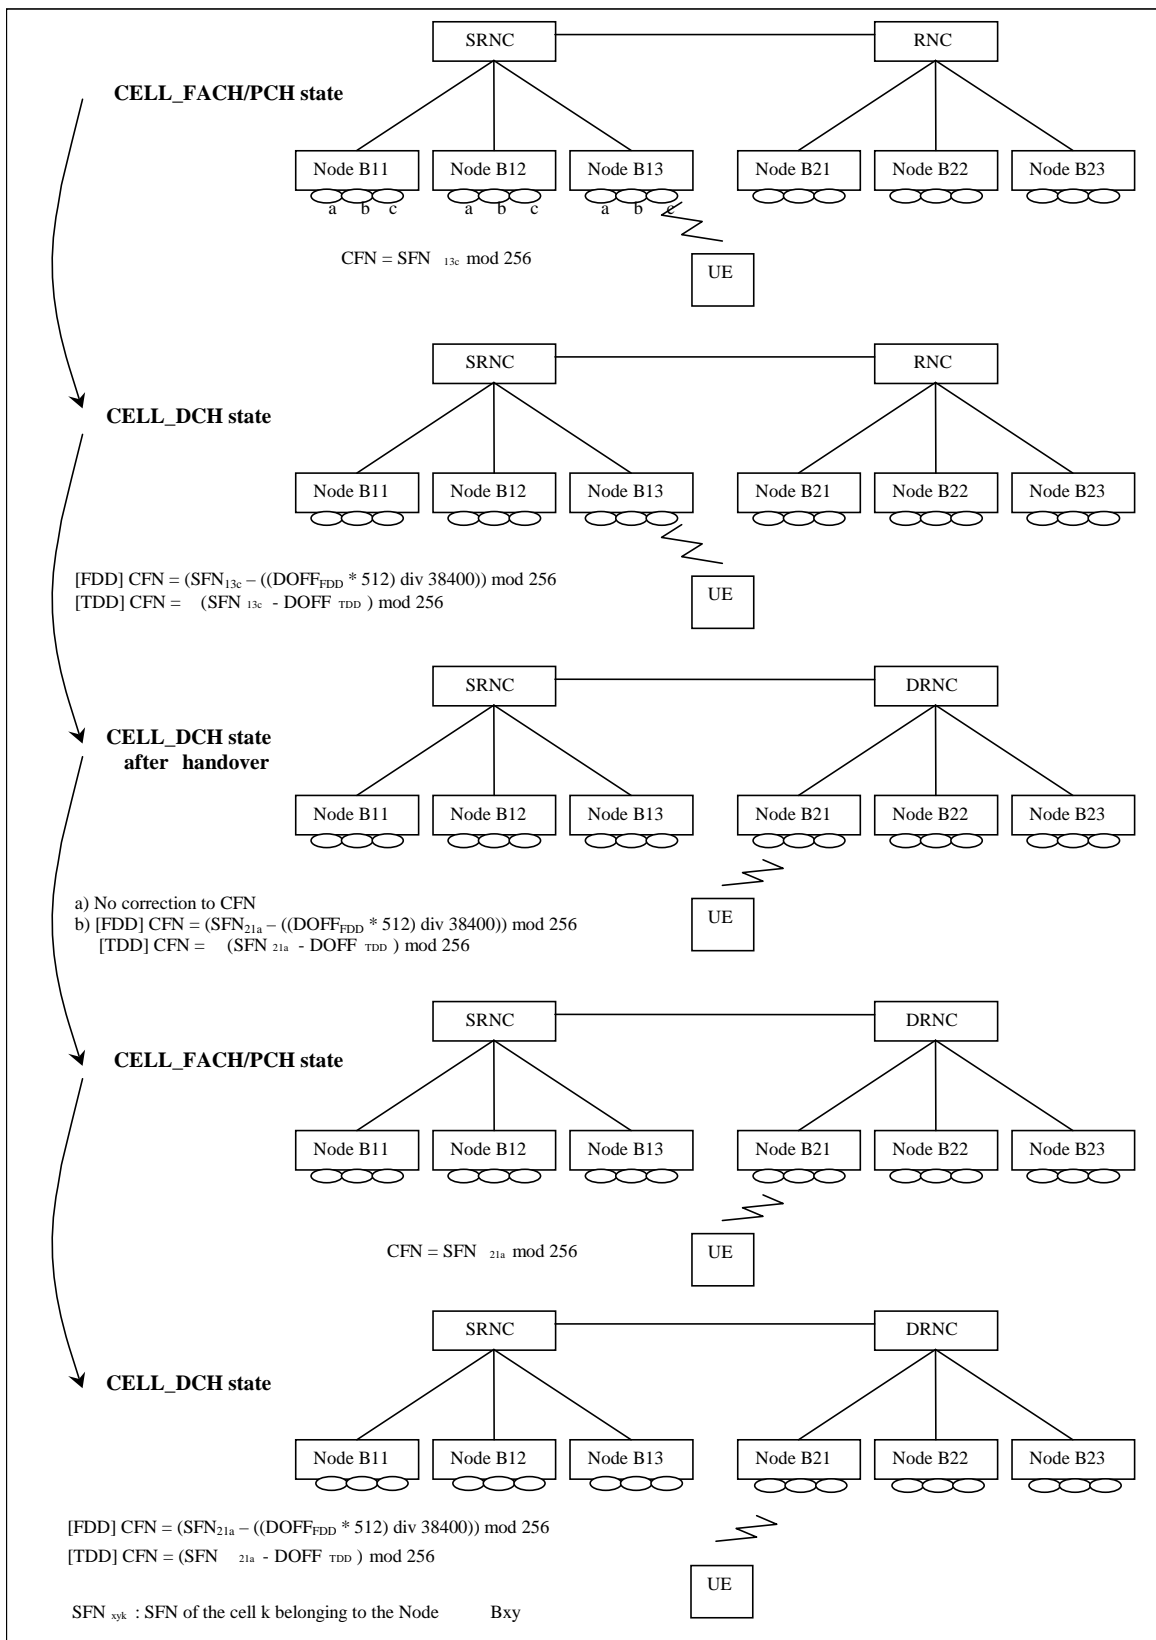 SRNC RNC
CELL_FACH/PCH state
Node B11 Node B12 Node B13 Node B21 Node B22 Node B23
a b c a b c a b c
CFN = SFN 13c mod 256
UE
SRNC RNC
CELL_DCH state
Node B11 Node B12 Node B13 Node B21 Node B22 Node B23
[FDD] CFN = (SFN13c – ((DOFFFDD * 512) div 38400)) mod 256
[TDD] CFN = (SFN 13c - DOFF TDD ) mod 256
UE
SRNC DRNC
CELL_DCH state
after handover
Node B11 Node B12 Node B13 Node B21 Node B22 Node B23
a) No correction to CFN
b) [FDD] CFN = (SFN21a – ((DOFFFDD * 512) div 38400)) mod 256
[TDD] CFN = (SFN 21a - DOFF TDD ) mod 256
UE
SRNC DRNC
CELL_FACH/PCH state
Node B11 Node B12 Node B13 Node B21 Node B22 Node B23
CFN = SFN 21a mod 256
UE
SRNC DRNC
CELL_DCH state
Node B11 Node B12 Node B13 Node B21 Node B22 Node B23
[FDD] CFN = (SFN21a – ((DOFFFDD * 512) div 38400)) mod 256
[TDD] CFN = (SFN 21a - DOFF TDD ) mod 256
UE
SFN xyk : SFN of the cell k belonging to the Node Bxy